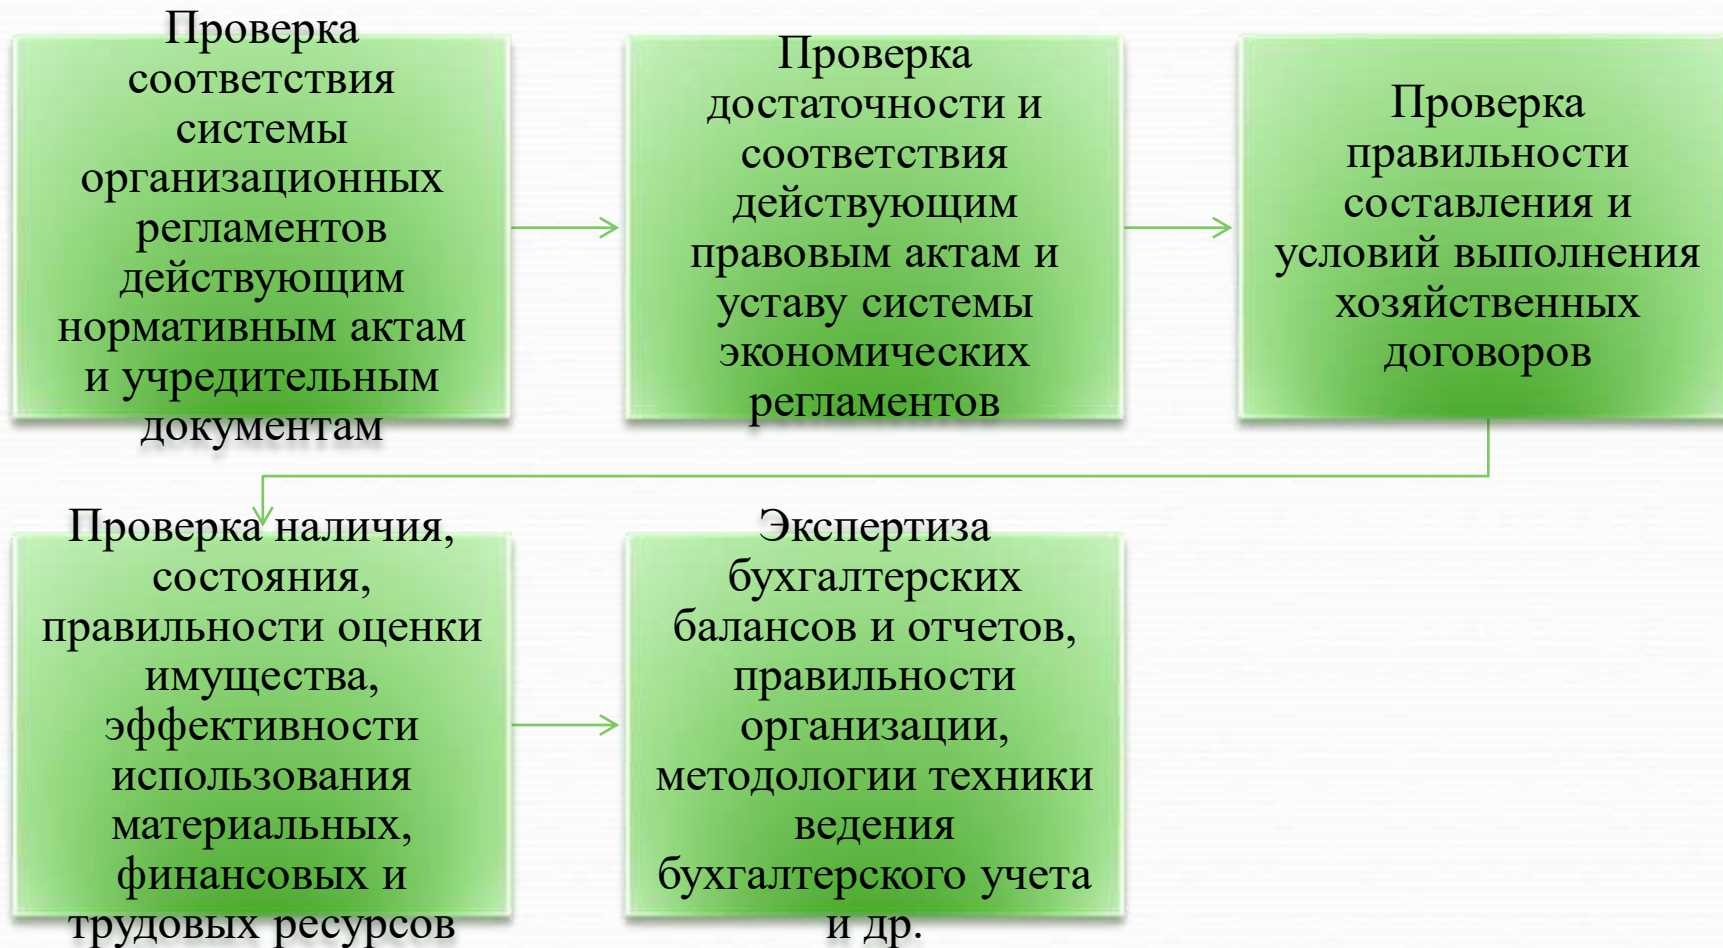 Проверка
соответствия
системы
организационных
регламентов
действующим
нормативным актам
и учредительным
документам
Проверка
достаточности и
соответствия
действующим
правовым актам и
уставу системы
экономических
регламентов
Проверка
правильности
составления и
условий выполнения
хозяйственных
договоров
Проверка наличия,
состояния,
правильности оценки
имущества,
эффективности
использования
материальных,
финансовых и
трудовых ресурсов
Экспертиза
бухгалтерских
балансов и отчетов,
правильности
организации,
методологии техники
ведения
бухгалтерского учета
и др.